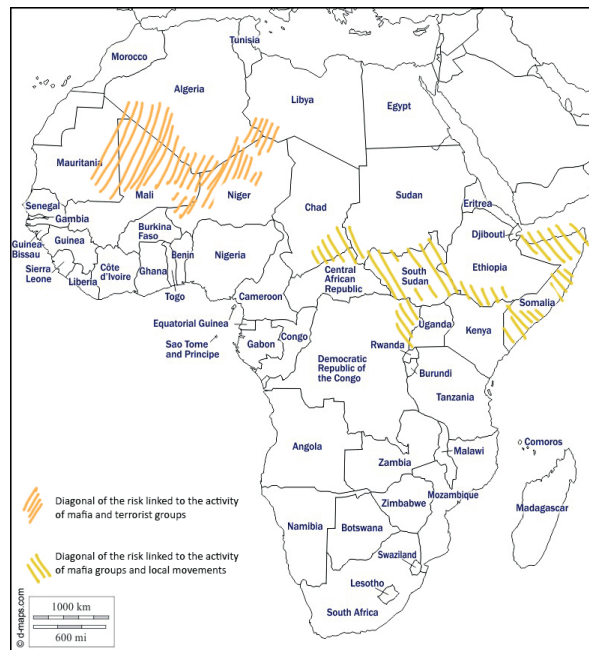 Tunisia
Morocco
Algeria
Libya
Egypt
Mauritania
Mali
Niger
Chad
Sudan
Eritrea
Senegal
Gambia
Djibouti
Burkina
Faso
Guinea
Bissau
Guinea
Benin
Nigeria
Ethiopia
Sierra
Leone
Côte
d'Ivoire
Ghana
Central
African
Republic
South
Sudan
Liberia
Togo
Cameroon
Somalia
Equatorial Guinea
Uganda
Kenya
Sao Tome
and Principe
Gabon
Congo
Rwanda
Democratic
Republic of
the Congo
Burundi
Tanzania
Angola
Comoros
Malawi
Zambia
Mozambique
Zimbabwe
Madagascar
Namibia
Botswana
Swaziland
Lesotho
South Africa
Diagonal of the risk linked to the activity
of mafia and terrorist groups
Diagonal of the risk linked to the activity
of mafia groups and local movements
1000 km
600 mi
© d-maps.com